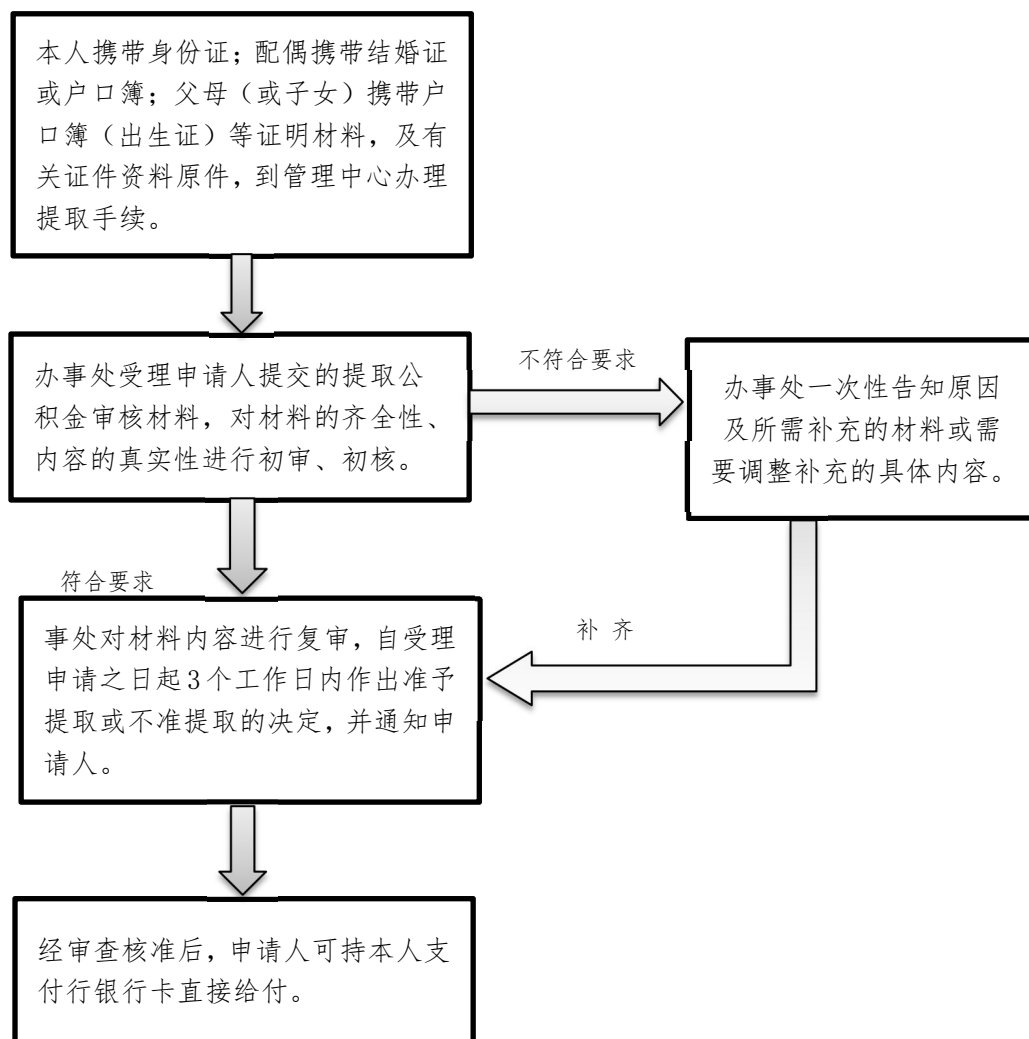 本人携带身份证；配偶携带结婚证
或户口簿；父母（或子女）携带户
口簿（出生证）等证明材料，及有
关证件资料原件，到管理中心办理
提取手续。
办事处受理申请人提交的提取公
积金审核材料，对材料的齐全性、
内容的真实性进行初审、初核。
不符合要求
办事处一次性告知原因
及所需补充的材料或需
要调整补充的具体内容。
符合要求
事处对材料内容进行复审，自受理
申请之日起3个工作日内作出准予
提取或不准提取的决定，并通知申
请人。
补 齐
经审查核准后，申请人可持本人支
付行银行卡直接给付。